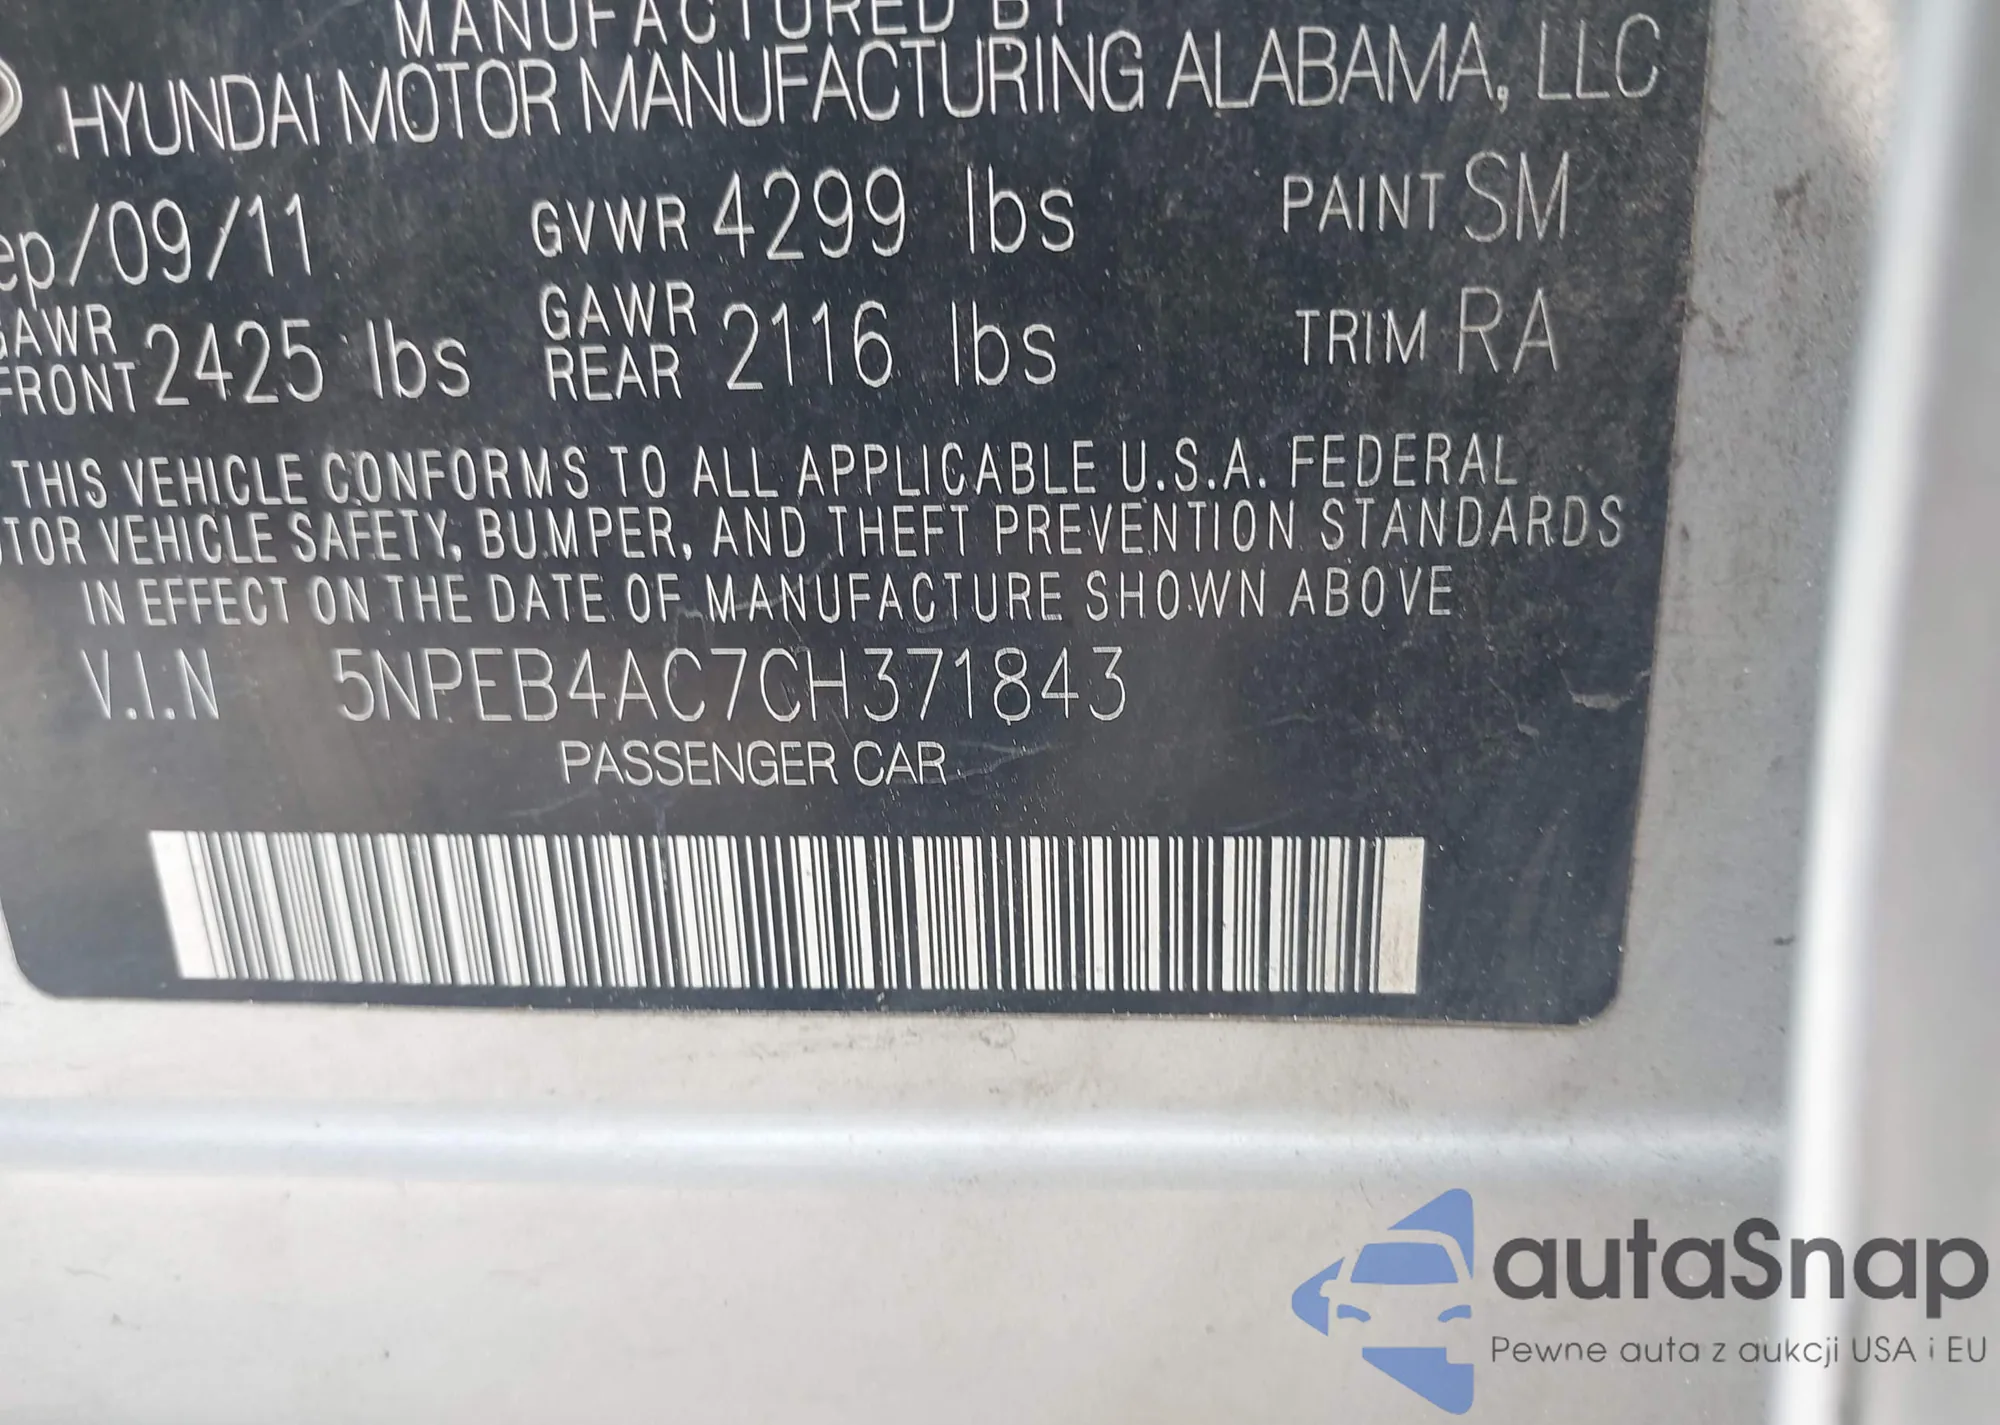 MANUFACTURED BY
HYUNDAI MOTOR MANUFACTURING ALABAMA, LLC
ep/09/11 GVWR 4299 lbs PAINT SM
GAWR FRONT 2425 lbs GAWR REAR 2116 lbs TRIM RA
THIS VEHICLE CONFORMS TO ALL APPLICABLE U.S.A. FEDERAL
TOR VEHICLE SAFETY, BUMPER, AND THEFT PREVENTION STANDARDS
IN EFFECT ON THE DATE OF MANUFACTURE SHOWN ABOVE
V.I.N 5NPEB4AC7CH371843
PASSENGER CAR
autaSnap
Pewne auta z aukcji USA i EU